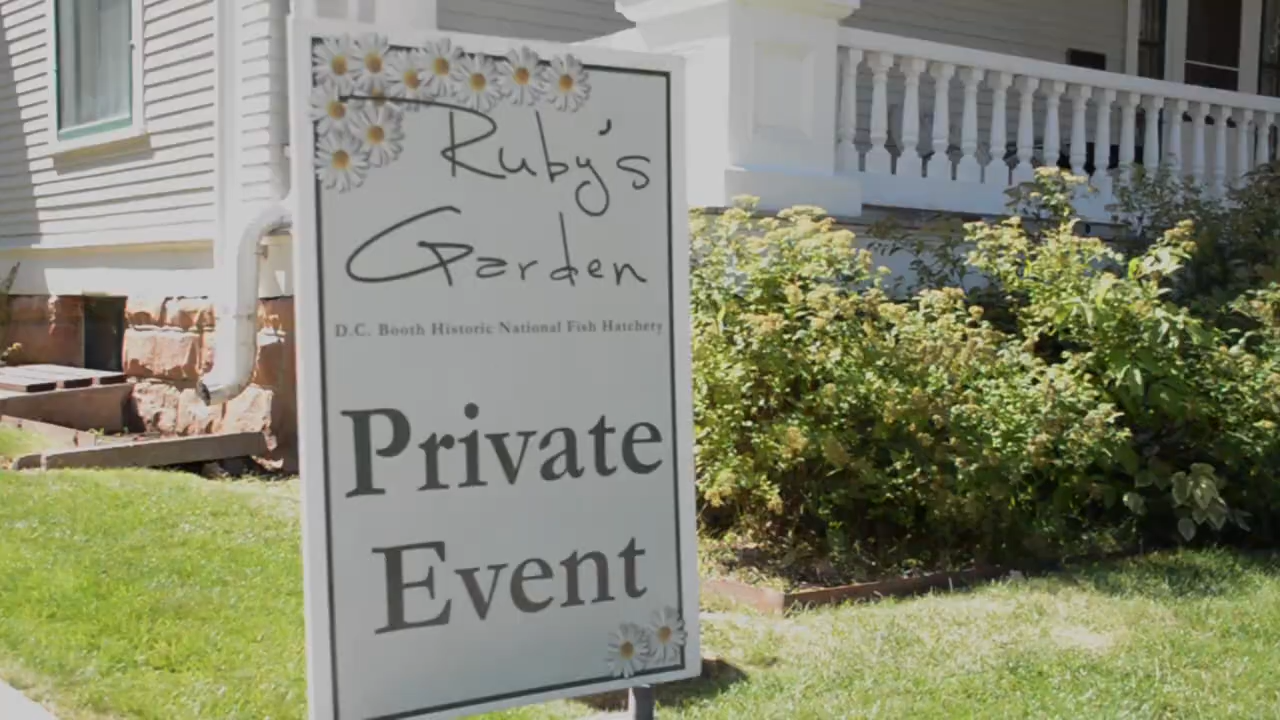 Ruby's
Garden
D.C. Booth Historic National Fish Hatchery
Private
Event